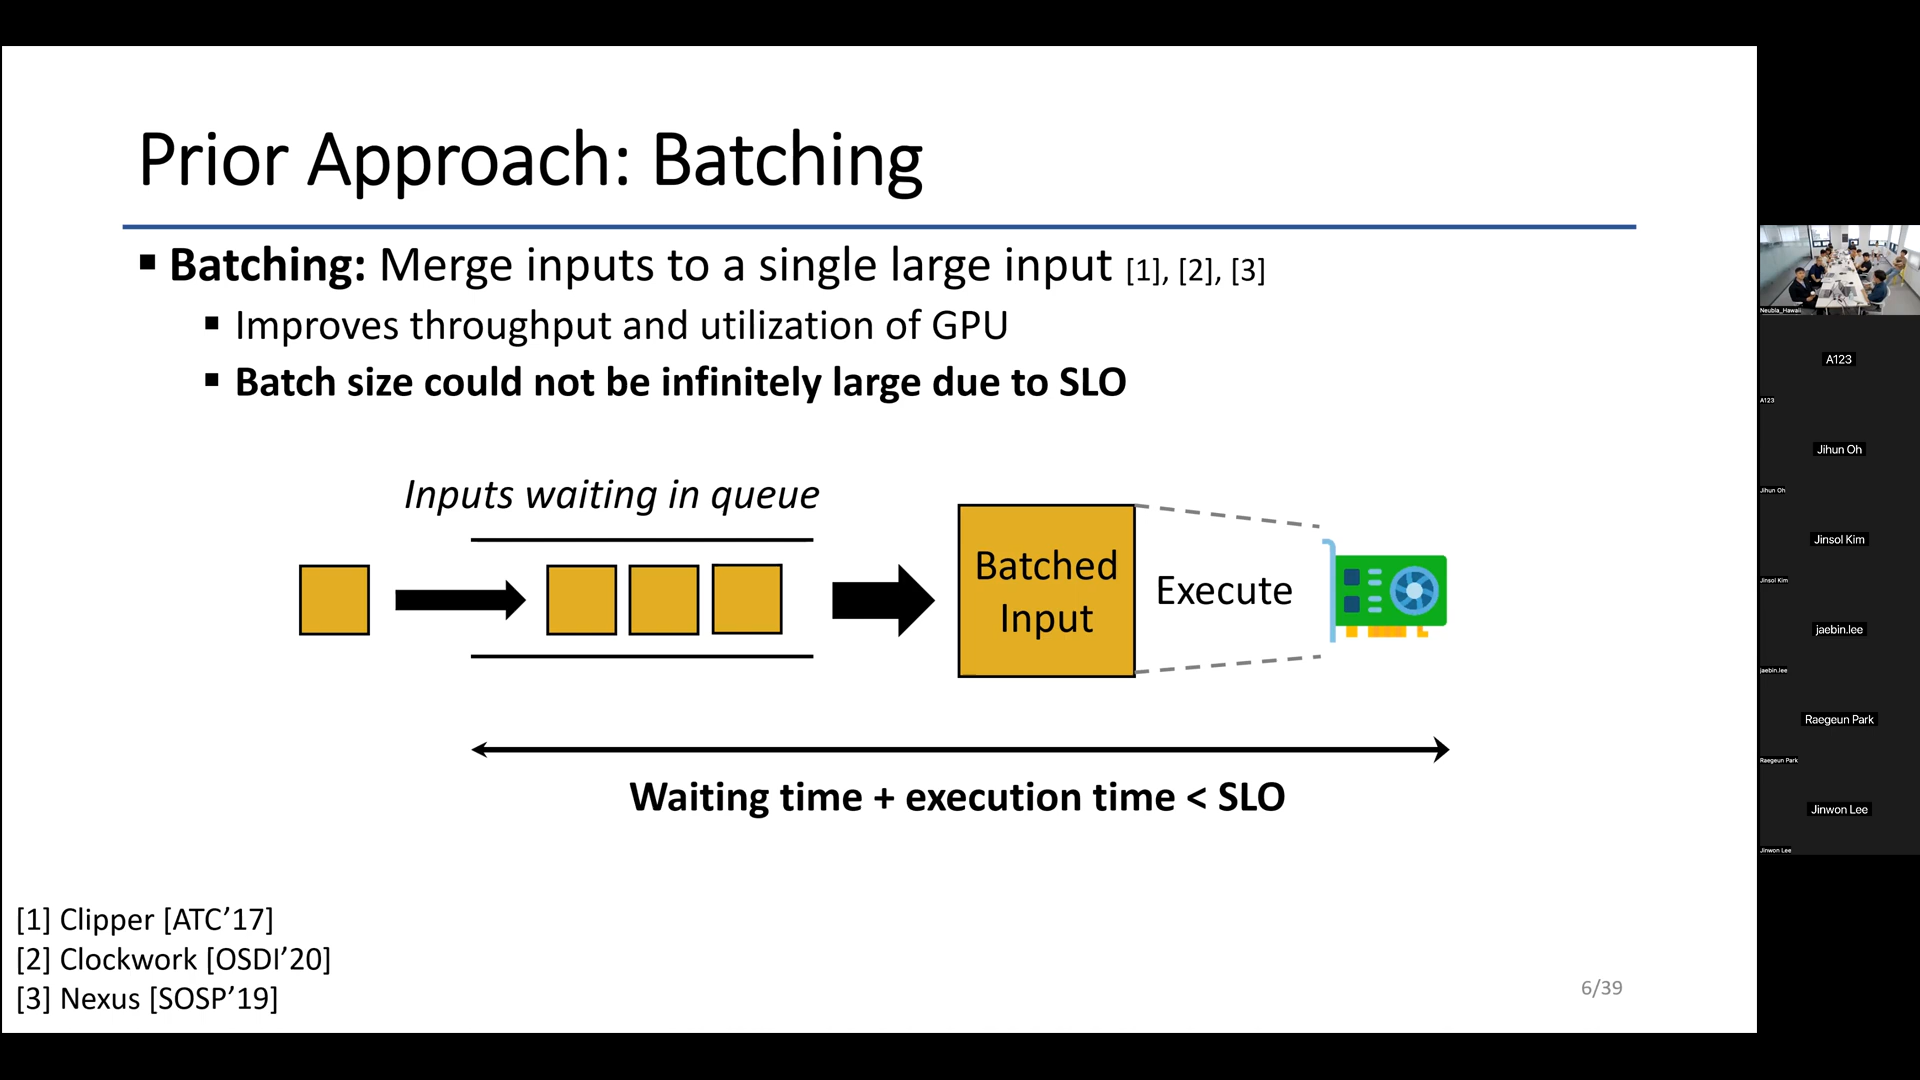 Prior Approach: Batching
▪ Batching: Merge inputs to a single large input [1], [2], [3]
▪ Improves throughput and utilization of GPU
▪ Batch size could not be infinitely large due to SLO
Inputs waiting in queue
Batched
Input
Execute
Waiting time + execution time < SLO
[1] Clipper [ATC’17]
[2] Clockwork [OSDI’20]
[3] Nexus [SOSP’19]
6/39
Neubla_Hawaii
A123
A123
Jihun Oh
Jihun Oh
Jinsol Kim
Jinsol Kim
jaebin.lee
jaebin.lee
Raegeun Park
Raegeun Park
Jinwon Lee
Jinwon Lee